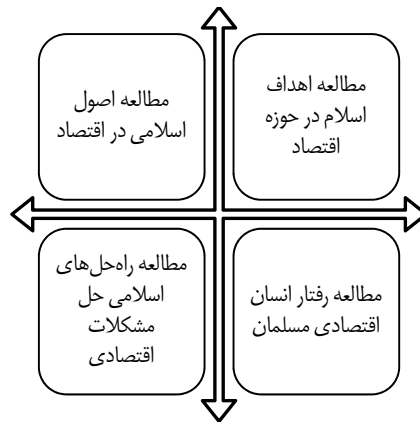 مطالعه اهداف
اسلام در حوزه
اقتصاد
مطالعه اصول
اسلامی در اقتصاد
مطالعه رفتار انسان
اقتصادی مسلمان
مطالعه راه‌حل‌های
اسلامی حل
مشکلات
اقتصادی